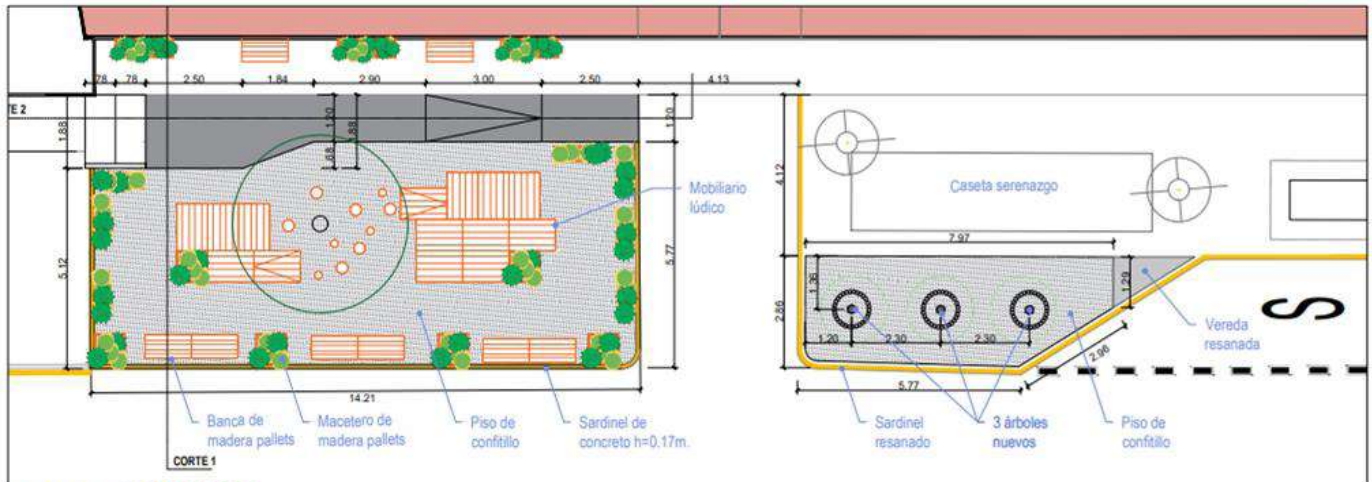 .78
.78
2.50
1.84
2.90
3.00
2.50
4.13
TE 2
1.88
1.20
1.88
.68
1.20
4.12
Caseta serenazgo
Mobiliario
lúdico
7.97
5.12
5.77
1.38
1.29
2.86
1.20
2.30
2.30
S
Vereda
resanada
2.96
14.21
5.77
Banca de
madera pallets
Macetero de
madera pallets
Piso de
confitillo
Sardinel de
concreto h=0.17m.
Sardinel
resanado
3 árboles
nuevos
Piso de
confitillo
CORTE 1